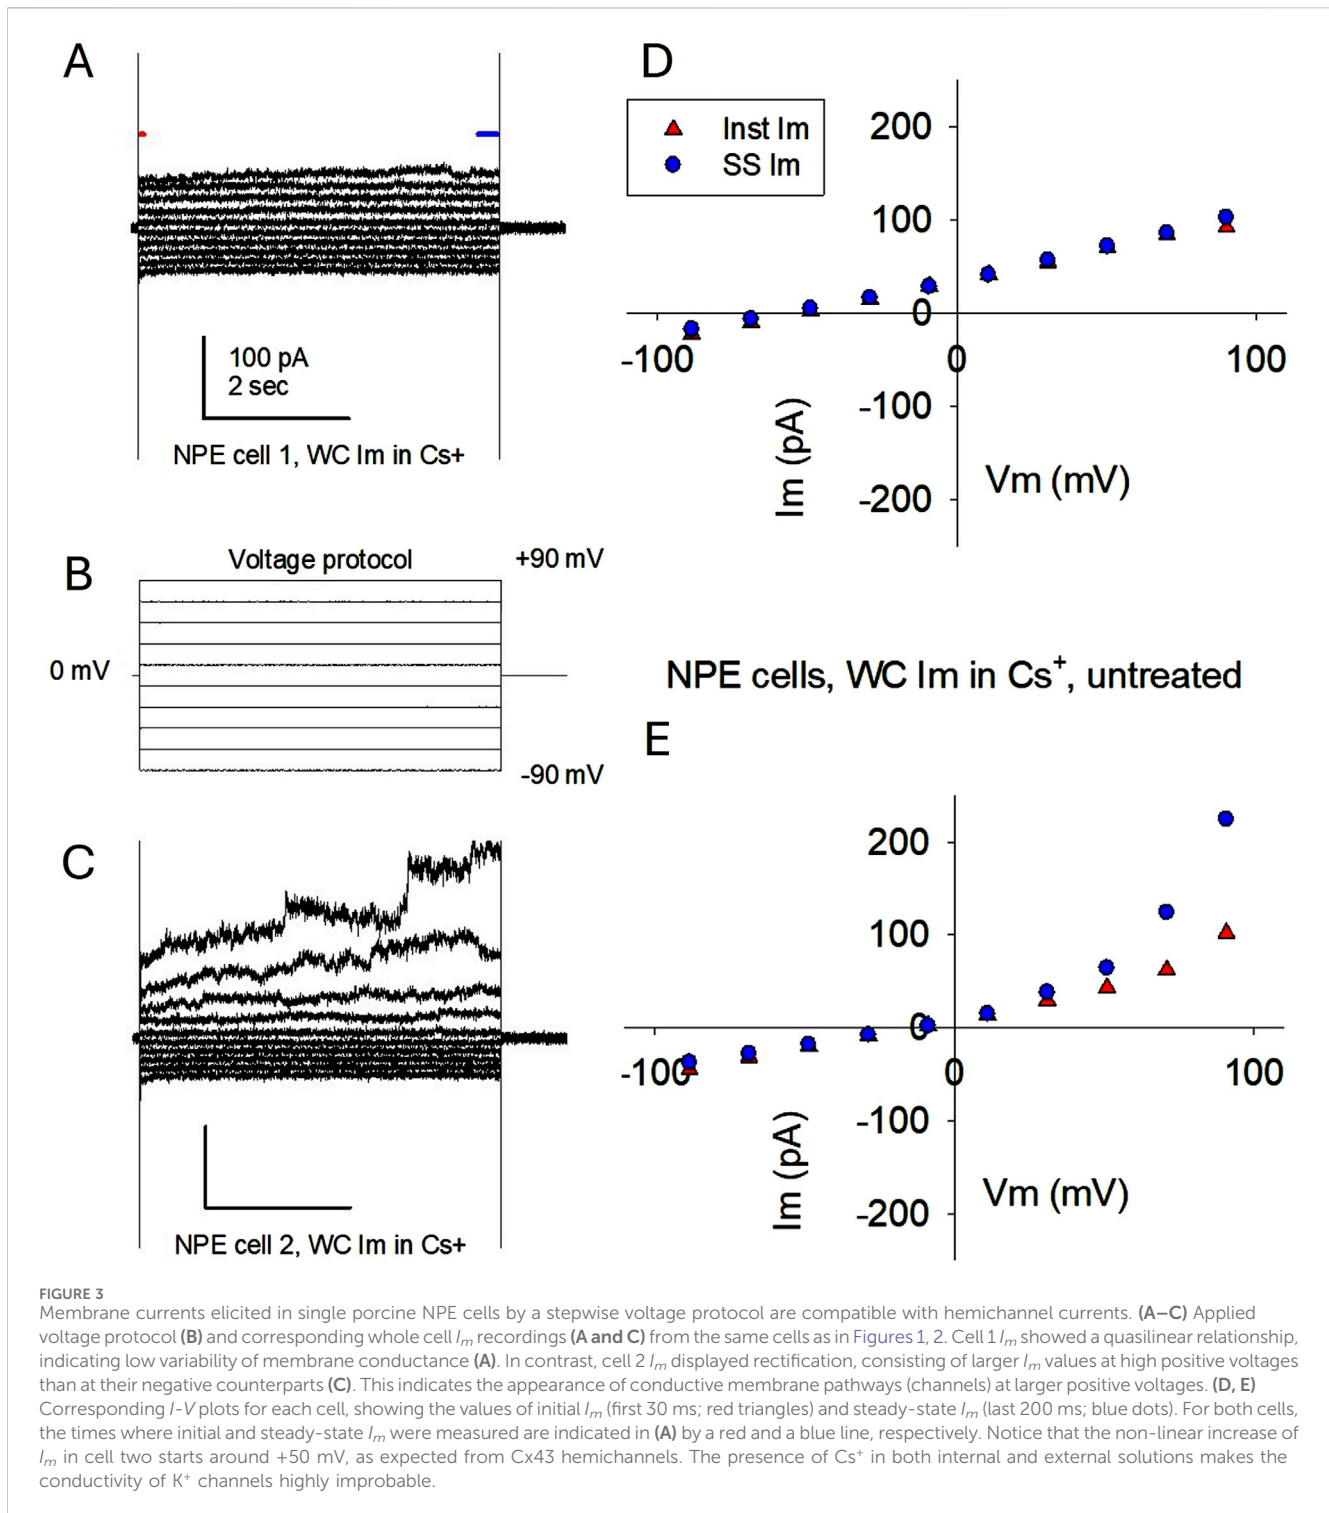 A
100 pA
2 sec
NPE cell 1, WC Im in Cs+
D
Inst Im
SS Im
200
100
0
-100
0
100
-100
-200
Im (pA)
Vm (mV)
B
Voltage protocol
+90 mV
0 mV
-90 mV
NPE cells, WC Im in Cs⁺, untreated
C
NPE cell 2, WC Im in Cs+
E
200
100
0
-100
0
100
-100
-200
Im (pA)
Vm (mV)
FIGURE 3
Membrane currents elicited in single porcine NPE cells by a stepwise voltage protocol are compatible with hemichannel currents. (A–C) Applied
voltage protocol (B) and corresponding whole cell Im recordings (A and C) from the same cells as in Figures 1, 2. Cell 1 Im showed a quasilinear relationship,
indicating low variability of membrane conductance (A). In contrast, cell 2 Im displayed rectification, consisting of larger Im values at high positive voltages
than at their negative counterparts (C). This indicates the appearance of conductive membrane pathways (channels) at larger positive voltages. (D, E)
Corresponding I-V plots for each cell, showing the values of initial Im (first 30 ms; red triangles) and steady-state Im (last 200 ms; blue dots). For both cells,
the times where initial and steady-state Im were measured are indicated in (A) by a red and a blue line, respectively. Notice that the non-linear increase of
Im in cell two starts around +50 mV, as expected from Cx43 hemichannels. The presence of Cs⁺ in both internal and external solutions makes the
conductivity of K⁺ channels highly improbable.